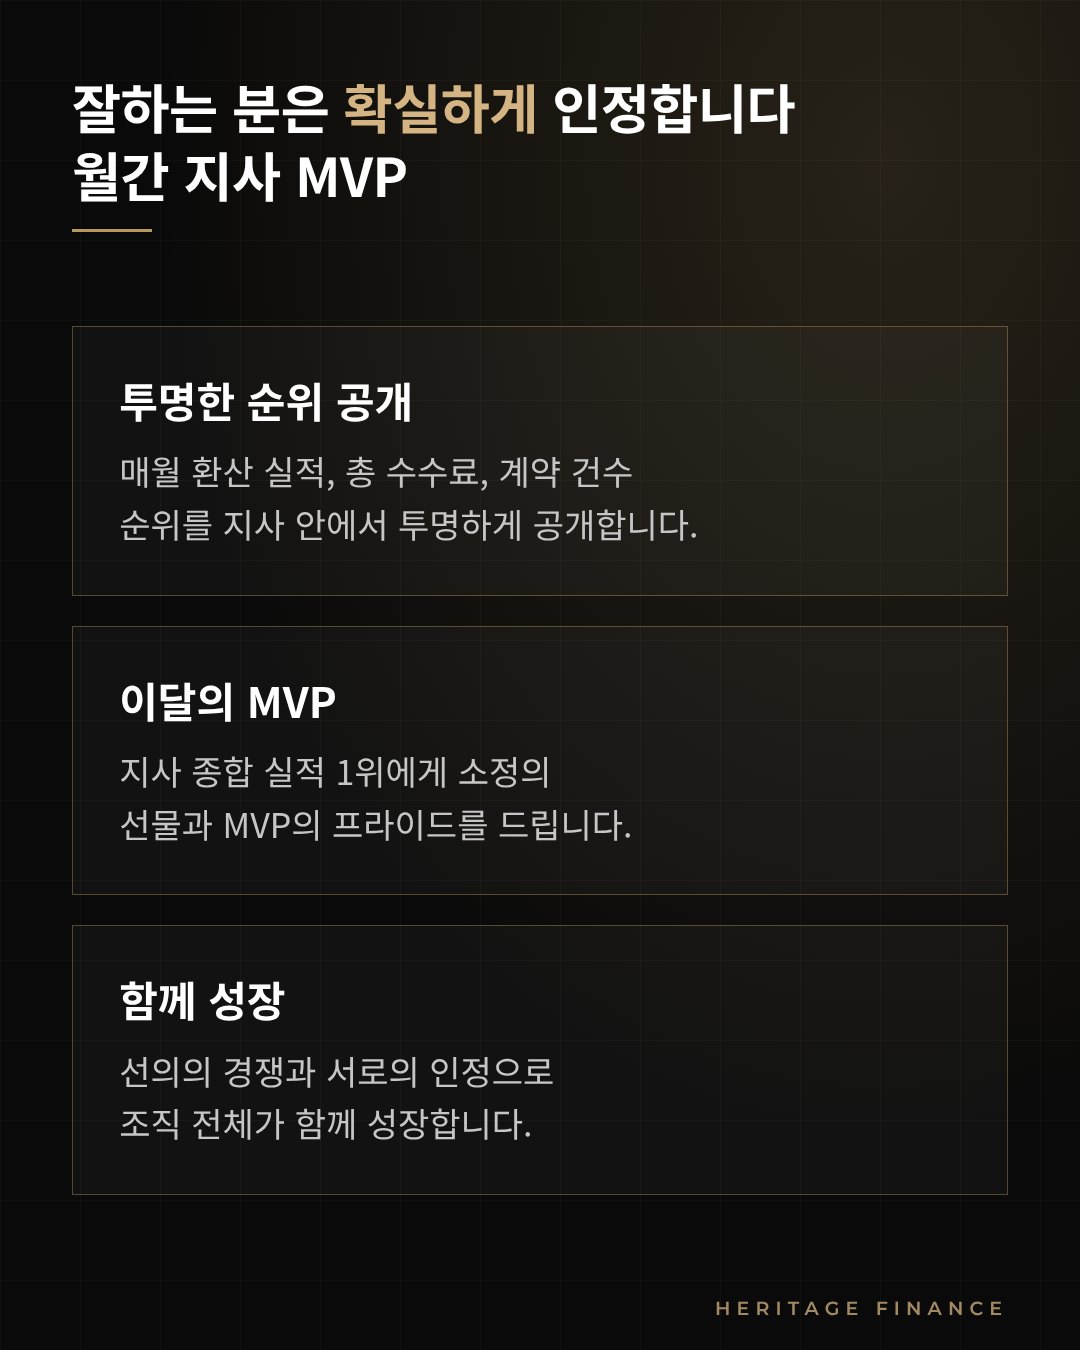 잘하는 분은 확실하게 인정합니다
월간 지사 MVP
투명한 순위 공개
매월 환산 실적, 총 수수료, 계약 건수
순위를 지사 안에서 투명하게 공개합니다.
이달의 MVP
지사 종합 실적 1위에게 소정의
선물과 MVP의 프라이드를 드립니다.
함께 성장
선의의 경쟁과 서로의 인정으로
조직 전체가 함께 성장합니다.
HERITAGE FINANCE